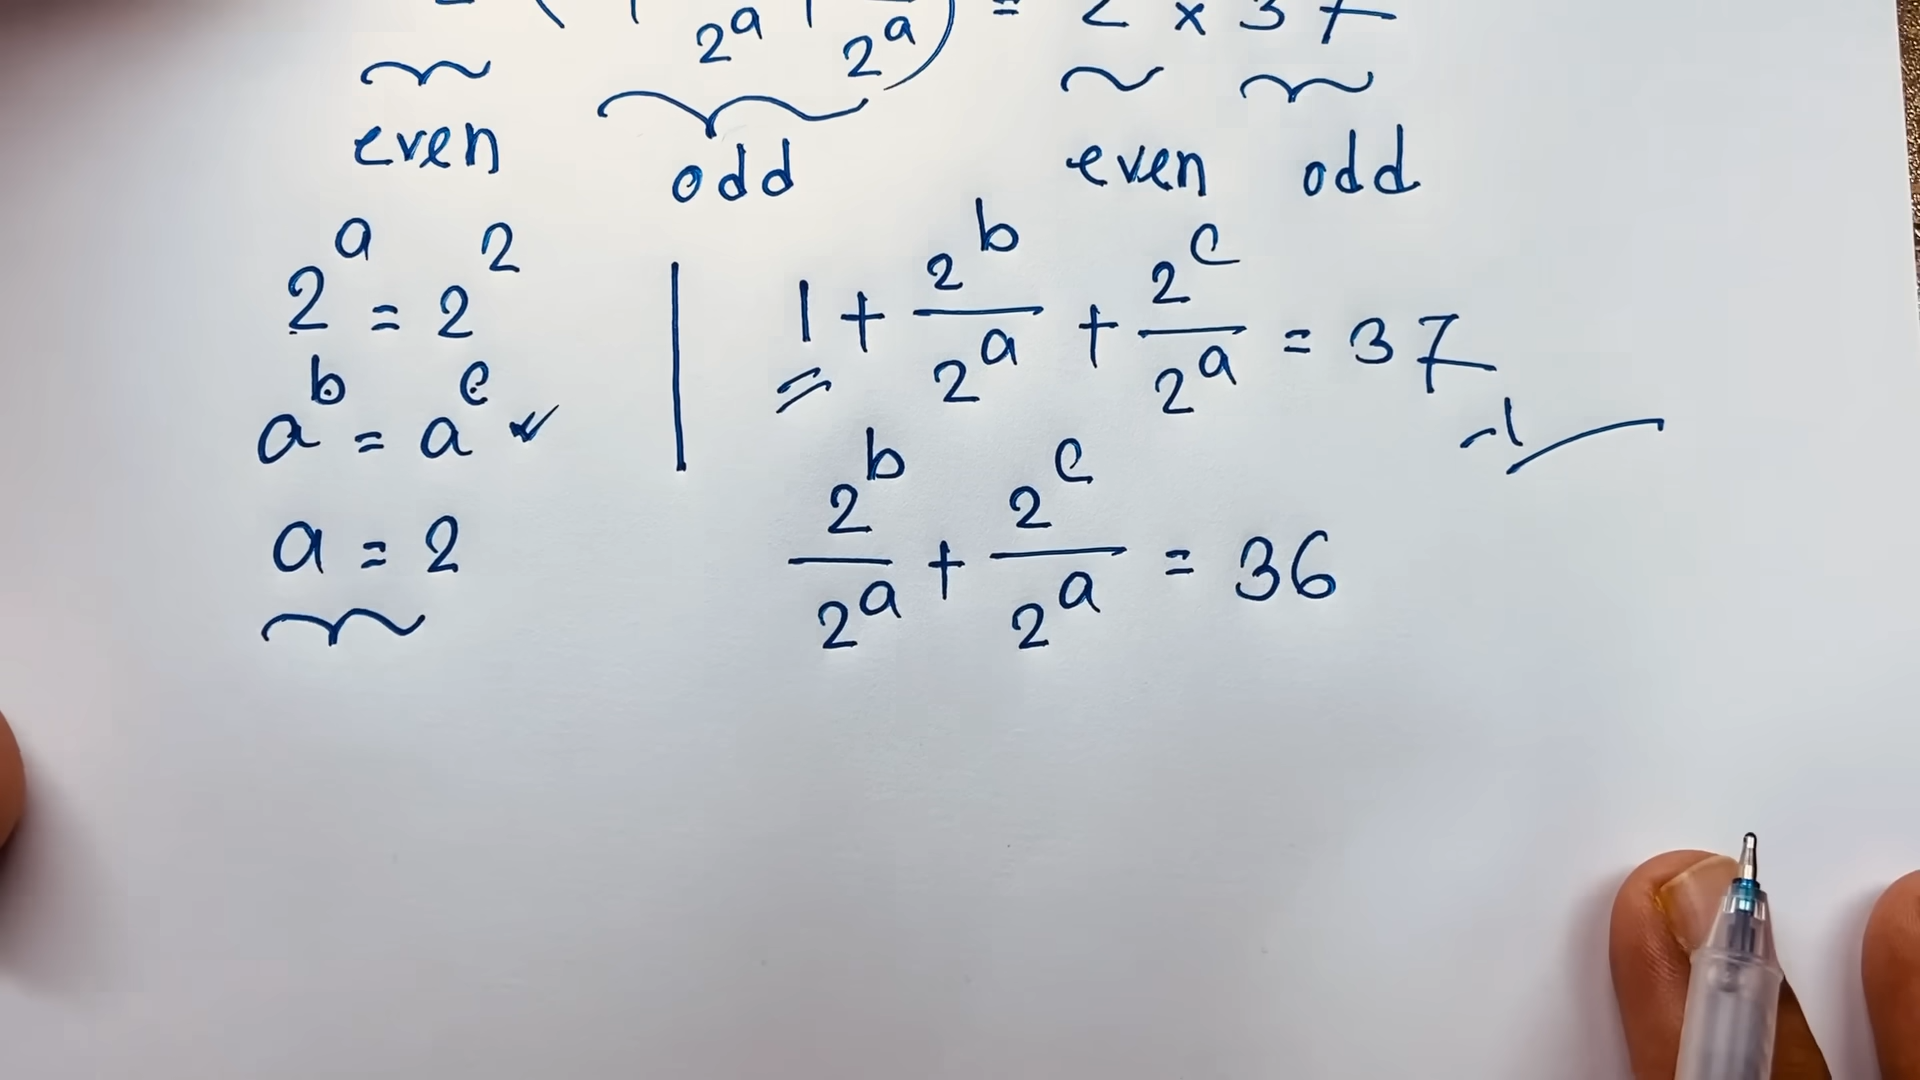 2^a 2^a) = 2 × 37
even odd even odd
2^a = 2^2
a^b = a^c ✓
a = 2
1 + 2^b/2^a + 2^c/2^a = 37
-1
2^b/2^a + 2^c/2^a = 36